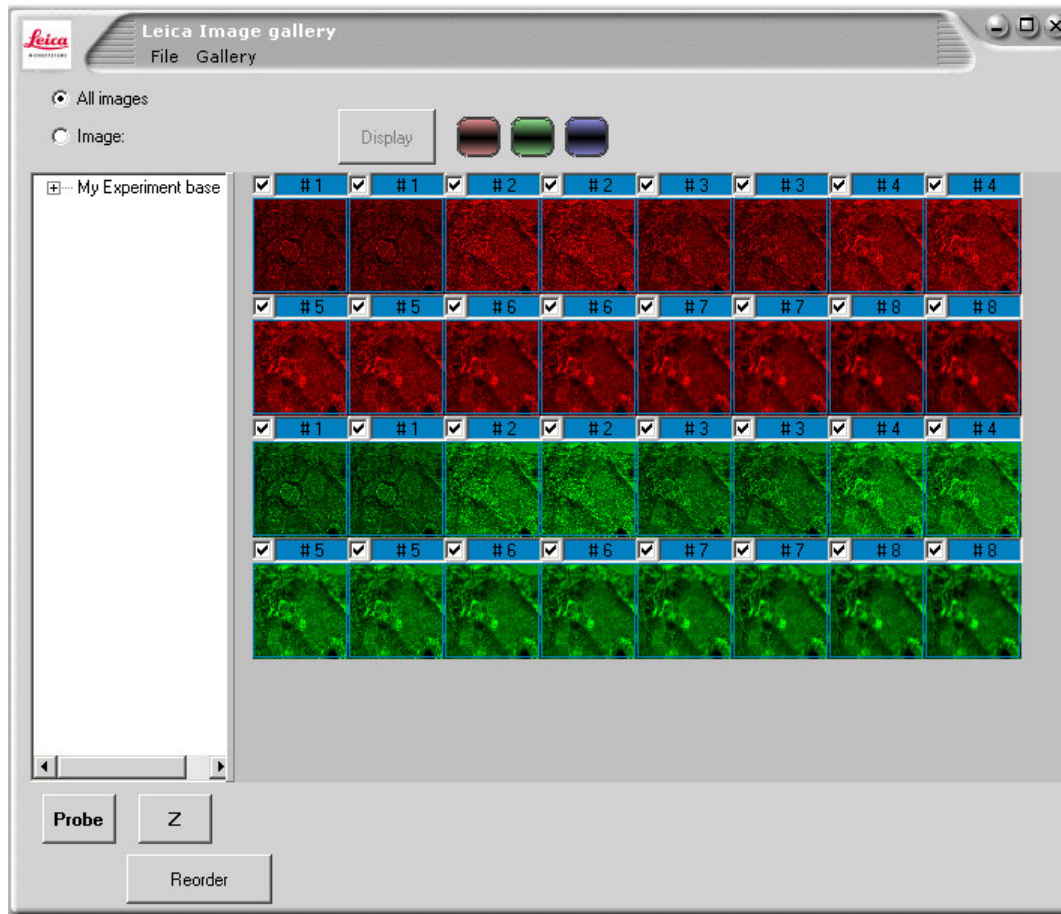 Leica Image gallery
Leica
MICROSYSTEMS
File Gallery
All images
Image:
Display
My Experiment base
#1 #1 #2 #2 #3 #3 #4 #4
#5 #5 #6 #6 #7 #7 #8 #8
#1 #1 #2 #2 #3 #3 #4 #4
#5 #5 #6 #6 #7 #7 #8 #8
Probe
Z
Reorder